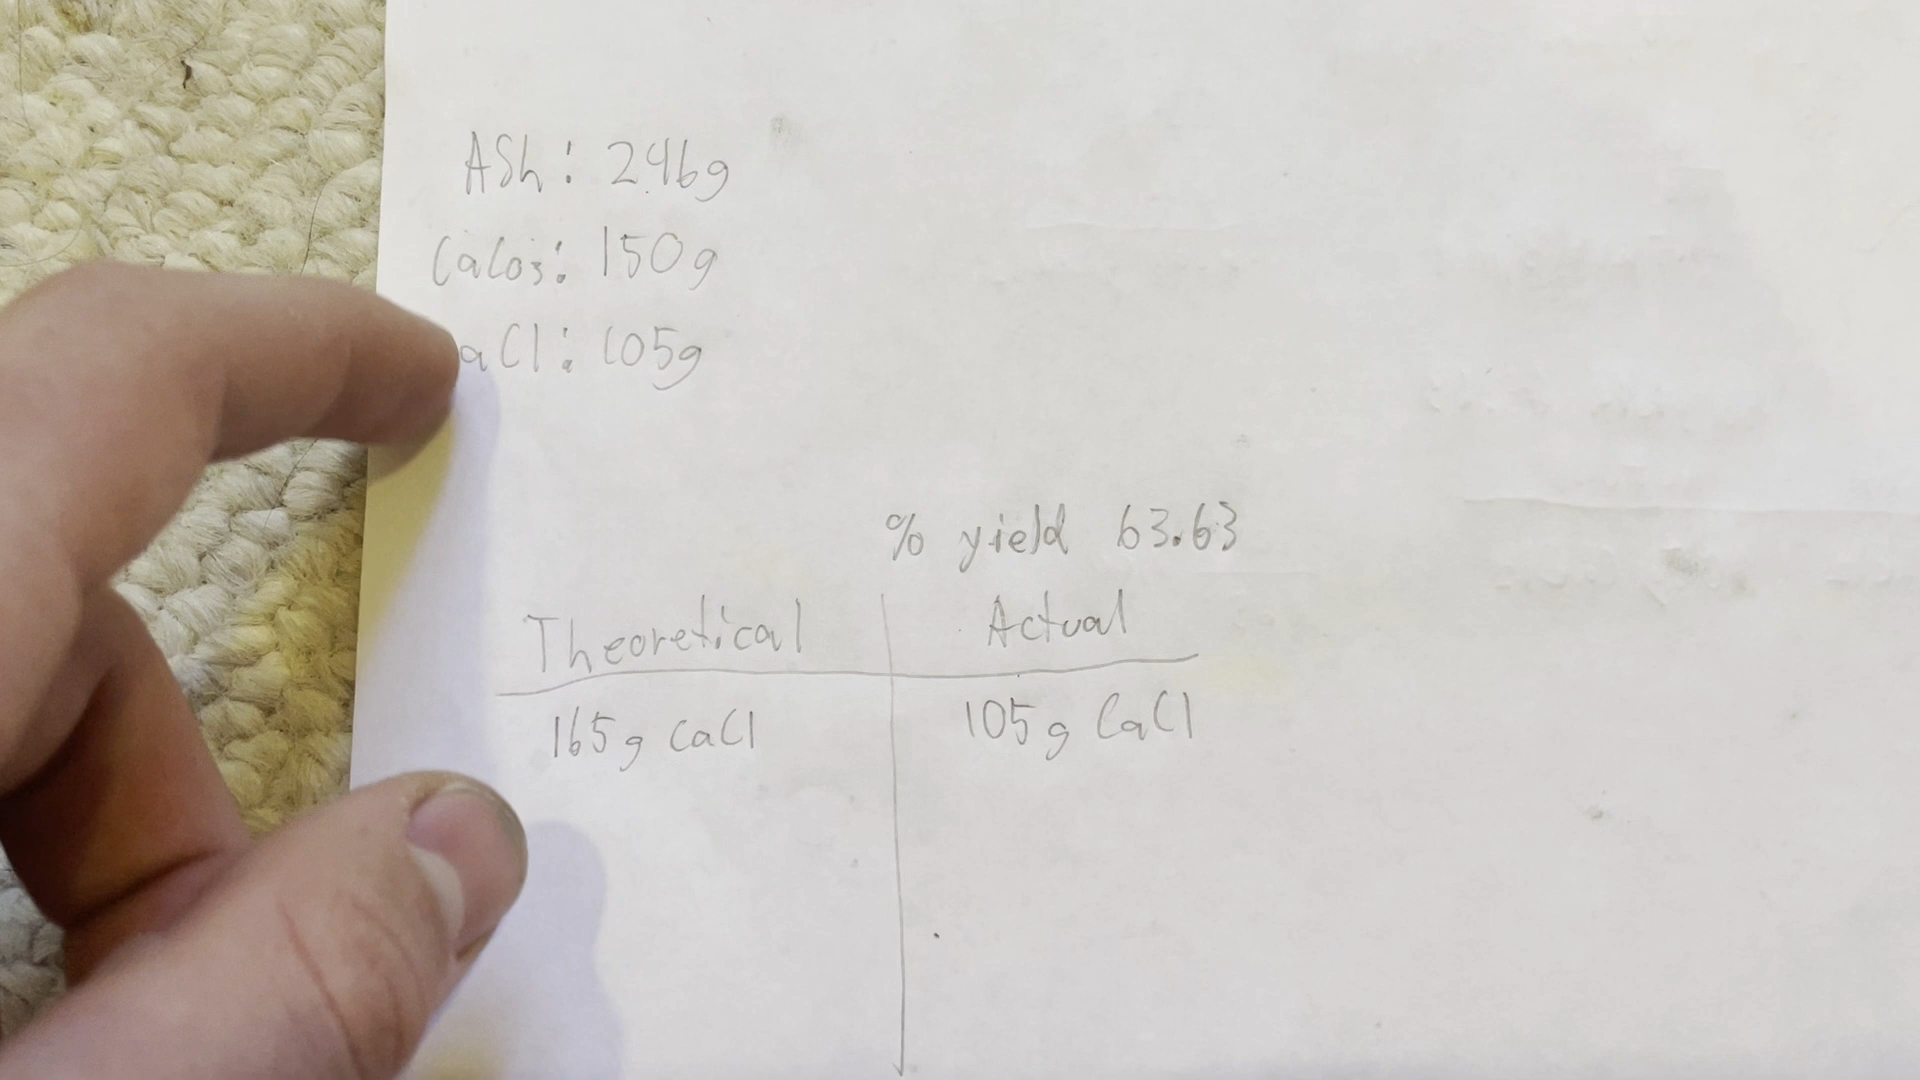 ASh: 246g
CaCo3: 150g
aCl: 105g
% yield 63.63
Theoretical Actual
165g CaCl 105g CaCl